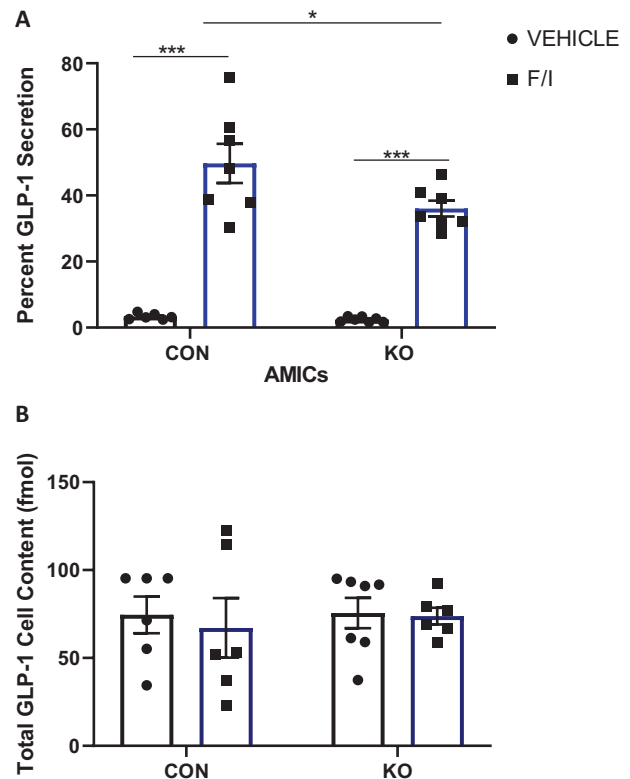 A
*
VEHICLE
F/I
***
***
80
60
40
20
0
Percent GLP-1 Secretion
CON
KO
AMICs
B
150
100
50
0
Total GLP-1 Cell Content (fmol)
CON
KO